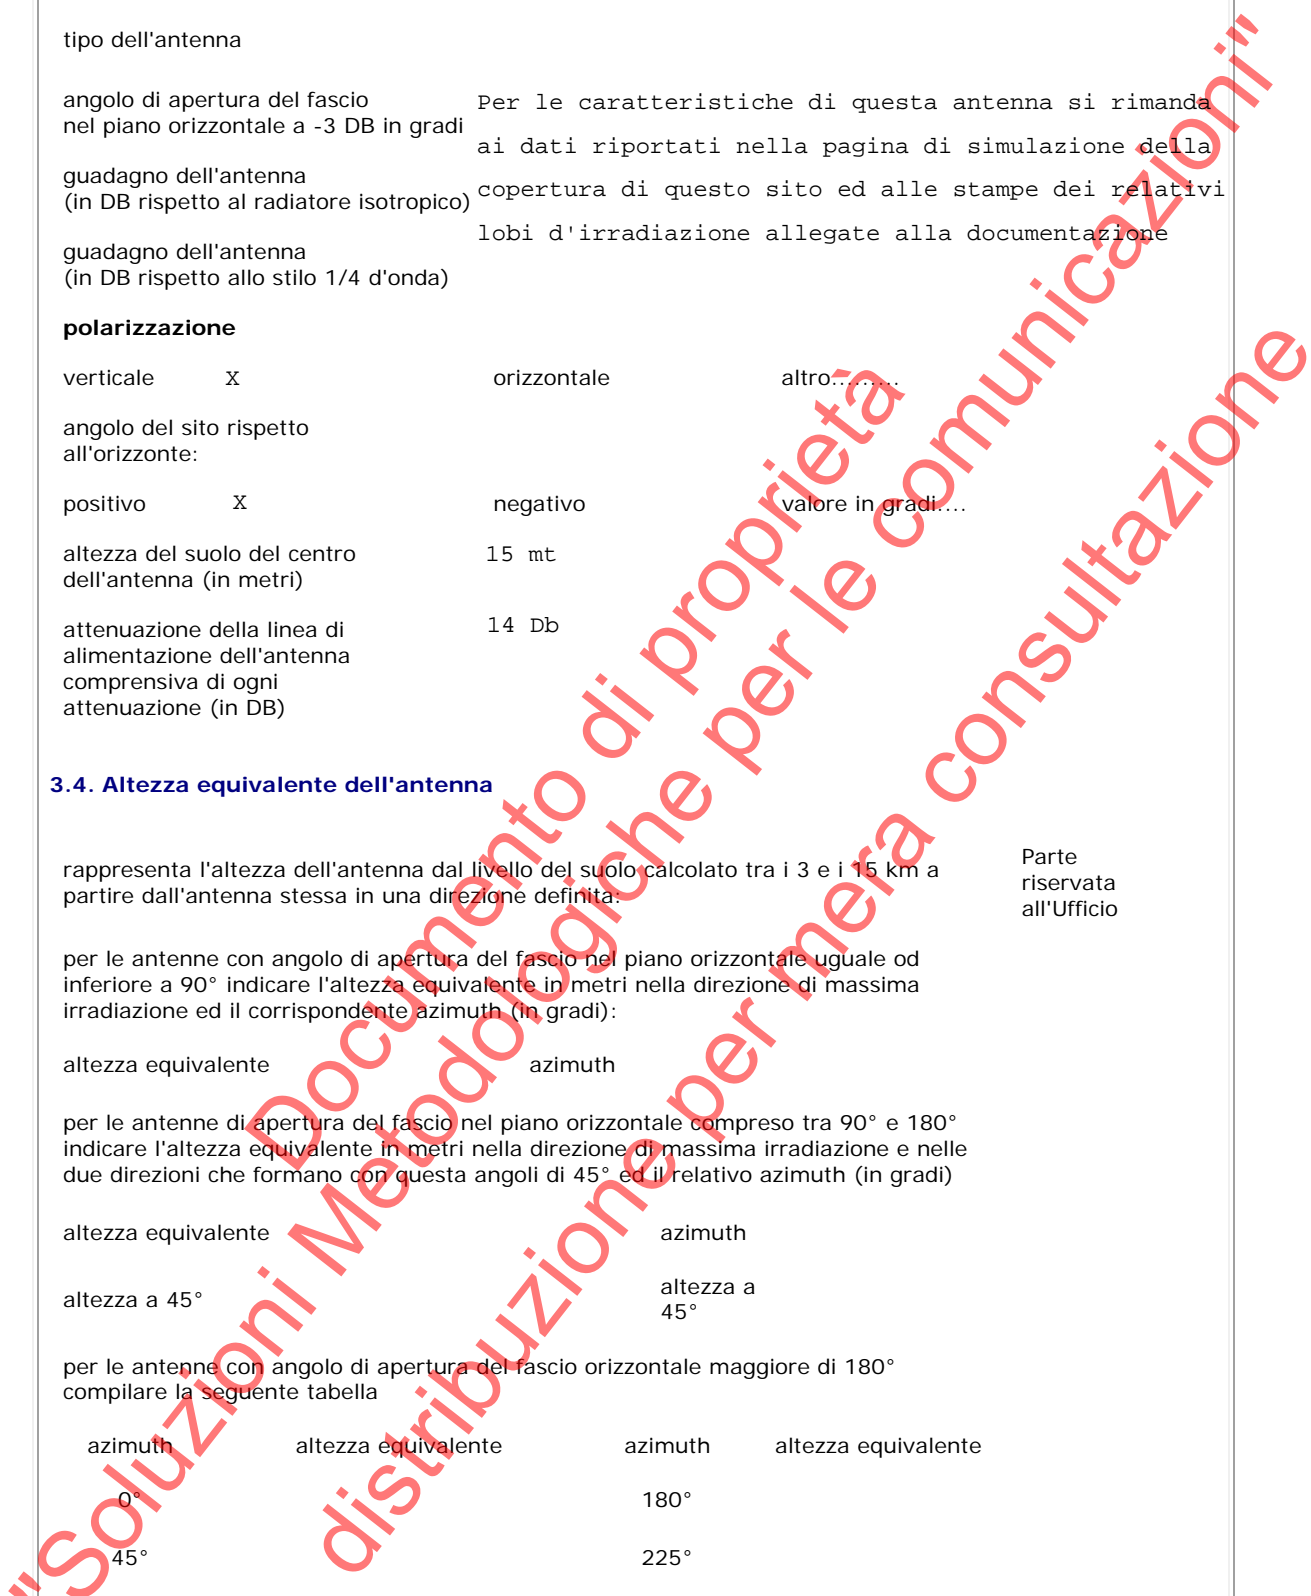 tipo dell'antenna
angolo di apertura del fascio
nel piano orizzontale a -3 DB in gradi
guadagno dell'antenna
(in DB rispetto al radiatore isotropico)
guadagno dell'antenna
(in DB rispetto allo stilo 1/4 d'onda)
Per le caratteristiche di questa antenna si rimanda
ai dati riportati nella pagina di simulazione della
copertura di questo sito ed alle stampe dei relativi
lobi d'irradiazione allegate alla documentazione
polarizzazione
verticale X orizzontale altro.........
angolo del sito rispetto
all'orizzonte:
positivo X negativo valore in gradi....
altezza del suolo del centro
dell'antenna (in metri)
15 mt
attenuazione della linea di
alimentazione dell'antenna
comprensiva di ogni
attenuazione (in DB)
14 Db
3.4. Altezza equivalente dell'antenna
rappresenta l'altezza dell'antenna dal livello del suolo calcolato tra i 3 e i 15 km a
partire dall'antenna stessa in una direzione definita:
Parte
riservata
all'Ufficio
per le antenne con angolo di apertura del fascio nel piano orizzontale uguale od
inferiore a 90° indicare l'altezza equivalente in metri nella direzione di massima
irradiazione ed il corrispondente azimuth (in gradi):
altezza equivalente azimuth
per le antenne di apertura del fascio nel piano orizzontale compreso tra 90° e 180°
indicare l'altezza equivalente in metri nella direzione di massima irradiazione e nelle
due direzioni che formano con questa angoli di 45° ed il relativo azimuth (in gradi)
altezza equivalente azimuth
altezza a 45°
altezza a
45°
per le antenne con angolo di apertura del fascio orizzontale maggiore di 180°
compilare la seguente tabella
azimuth altezza equivalente azimuth altezza equivalente
0° 180°
45° 225°
Documento di proprietà
"Soluzioni Metodologiche per le comunicazioni"
distribuzione per mera consultazione